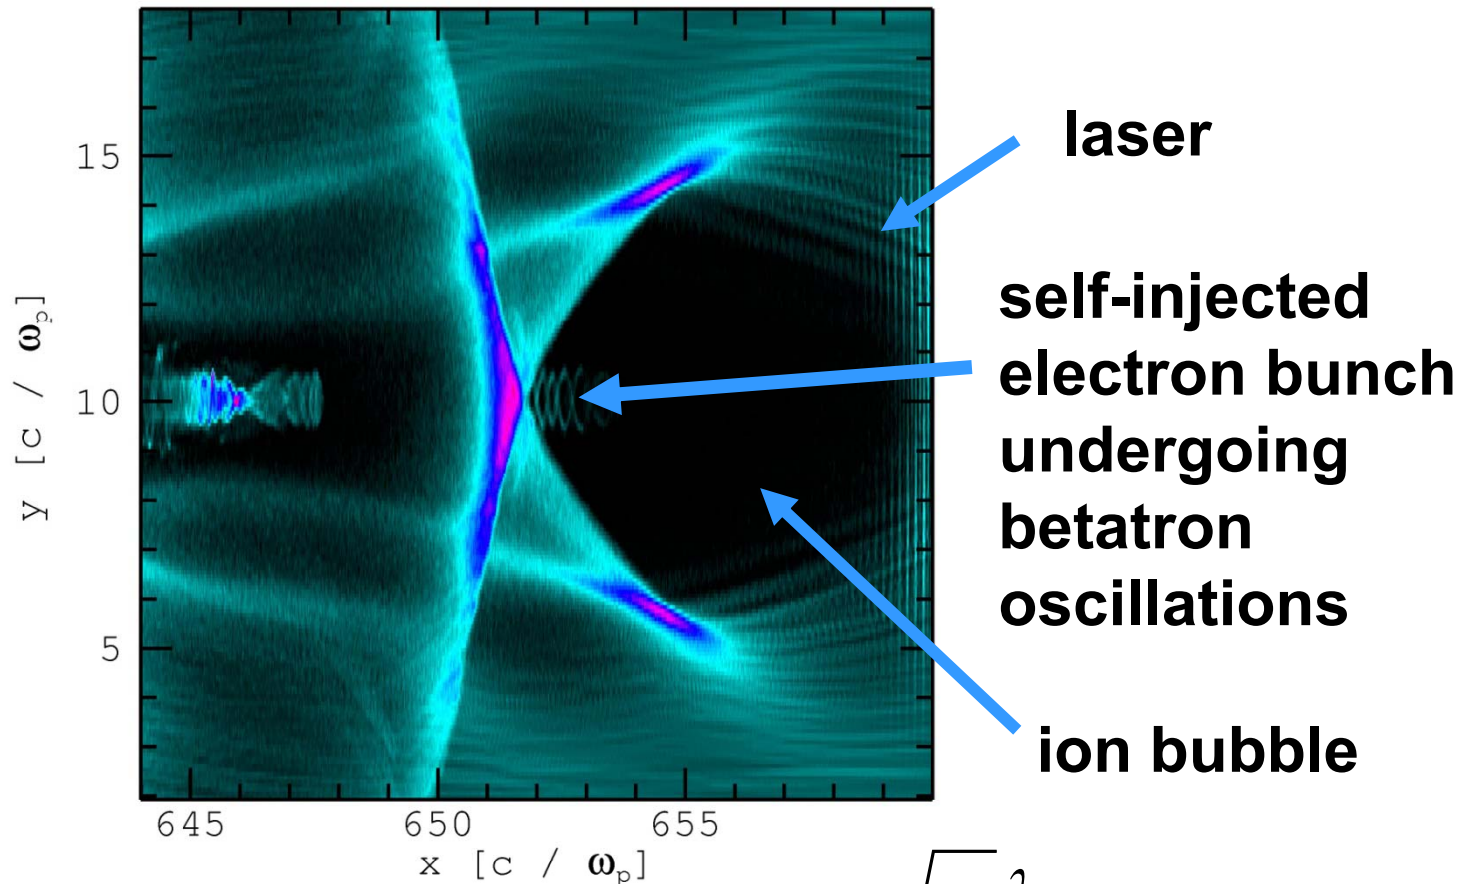 laser
self-injected
electron bunch
undergoing
betatron
oscillations
ion bubble
15
10
5
y [c / ωp]
645 650 655
x [c / ωp]